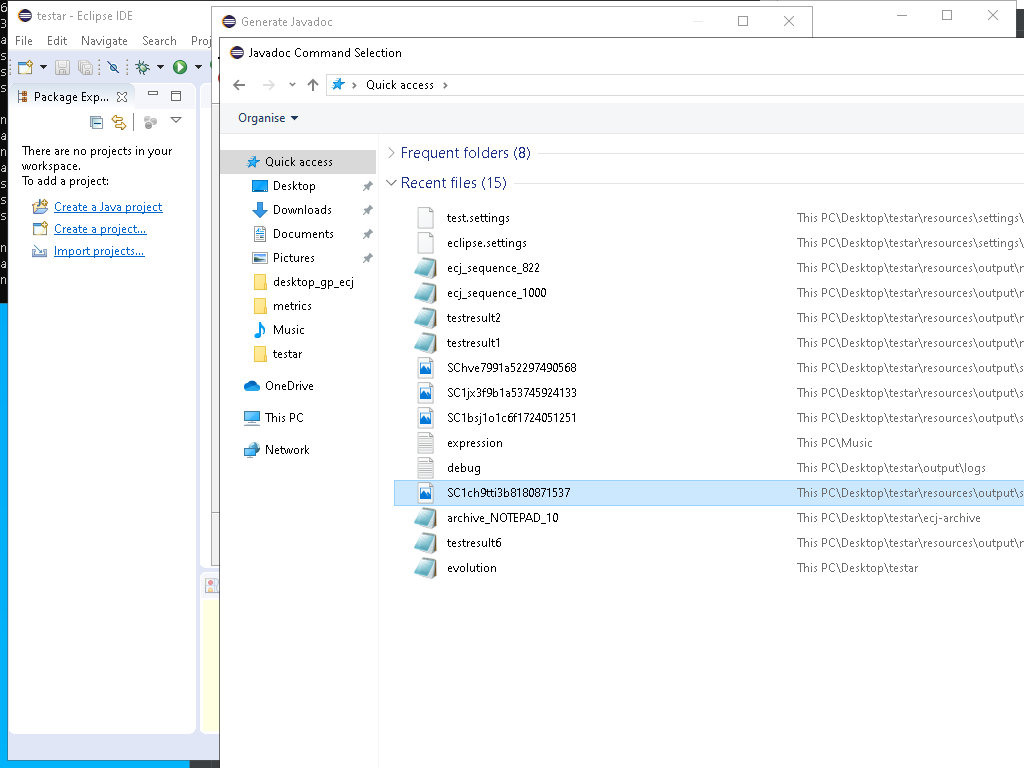 testar - Eclipse IDE
Generate Javadoc
File Edit Navigate Search Proj
Javadoc Command Selection
Quick access
Package Exp...
Organise
There are no projects in your
workspace.
To add a project:
Create a Java project
Create a project...
Import projects...
Quick access
Desktop
Downloads
Documents
Pictures
desktop_gp_ecj
metrics
Music
testar
OneDrive
This PC
Network
Frequent folders (8)
Recent files (15)
test.settings This PC\Desktop\testar\resources\settings\
eclipse.settings This PC\Desktop\testar\resources\settings\
ecj_sequence_822 This PC\Desktop\testar\resources\output\r
ecj_sequence_1000 This PC\Desktop\testar\resources\output\r
testresult2 This PC\Desktop\testar\resources\output\r
testresult1 This PC\Desktop\testar\resources\output\r
SChve7991a52297490568 This PC\Desktop\testar\resources\output\s
SC1jx3f9b1a53745924133 This PC\Desktop\testar\resources\output\s
SC1bsj1o1c6f1724051251 This PC\Desktop\testar\resources\output\s
expression This PC\Music
debug This PC\Desktop\testar\output\logs
SC1ch9tti3b8180871537 This PC\Desktop\testar\resources\output\s
archive_NOTEPAD_10 This PC\Desktop\testar\ecj-archive
testresult6 This PC\Desktop\testar\resources\output\r
evolution This PC\Desktop\testar